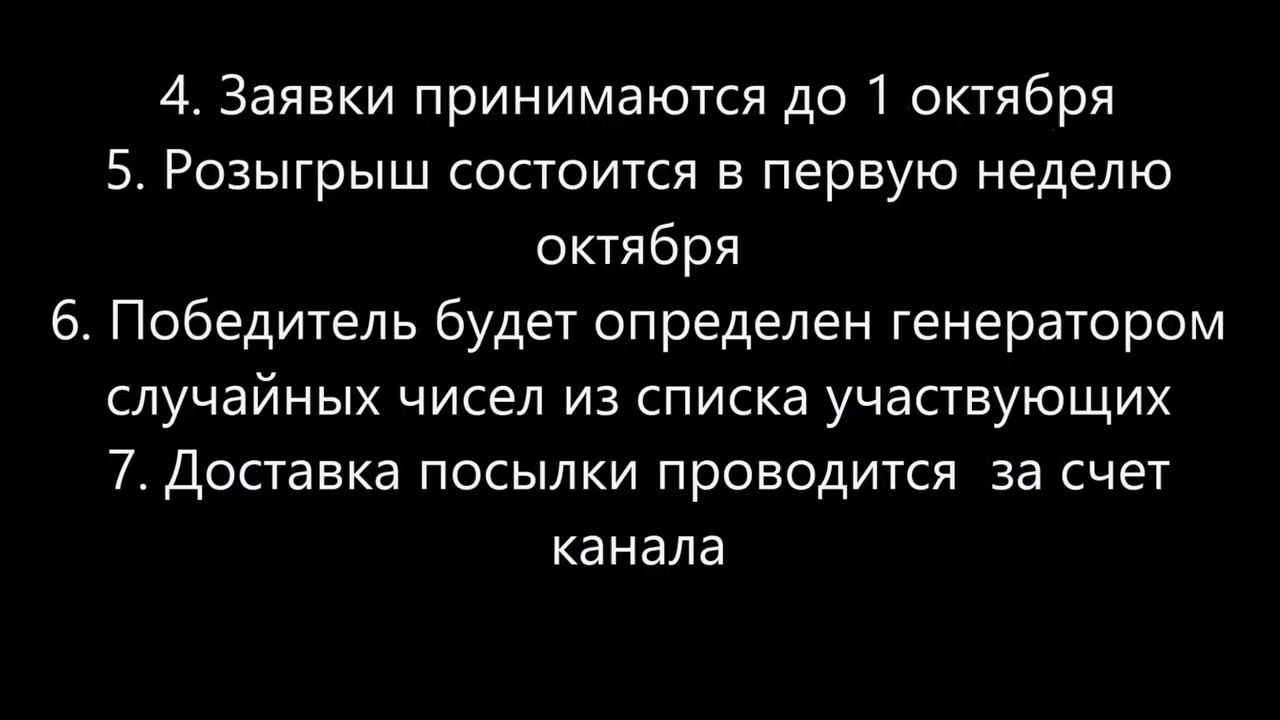 4. Заявки принимаются до 1 октября
5. Розыгрыш состоится в первую неделю
октября
6. Победитель будет определен генератором
случайных чисел из списка участвующих
7. Доставка посылки проводится  за счет
канала